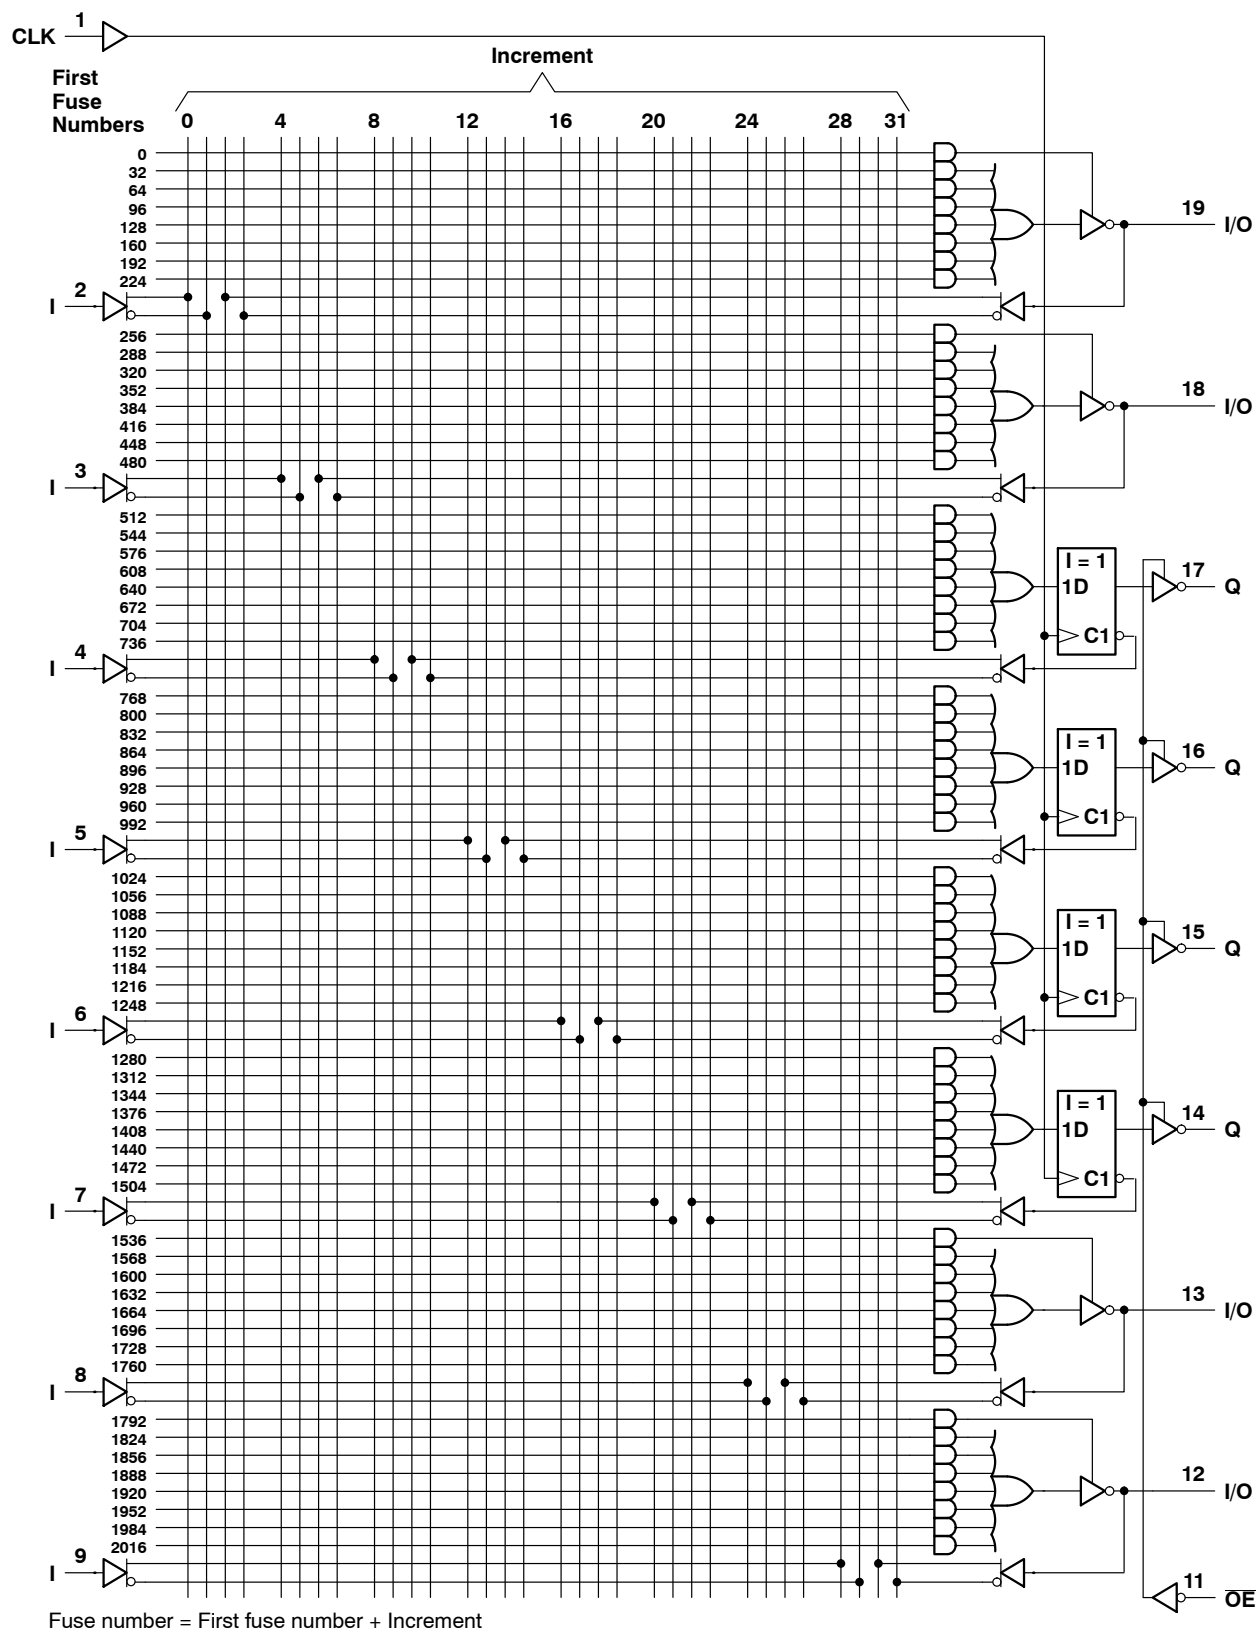 1
CLK
Increment
First
Fuse
Numbers
0 4 8 12 16 20 24 28 31
0
32
64
96
128
160
192
224
19
I/O
2
I
256
288
320
352
384
416
448
480
18
I/O
3
I
512
544
576
608
640
672
704
736
I = 1
1D
C1
17
Q
4
I
768
800
832
864
896
928
960
992
I = 1
1D
C1
16
Q
5
I
1024
1056
1088
1120
1152
1184
1216
1248
I = 1
1D
C1
15
Q
6
I
1280
1312
1344
1376
1408
1440
1472
1504
I = 1
1D
C1
14
Q
7
I
1536
1568
1600
1632
1664
1696
1728
1760
13
I/O
8
I
1792
1824
1856
1888
1920
1952
1984
2016
12
I/O
9
I
11
OE
Fuse number = First fuse number + Increment